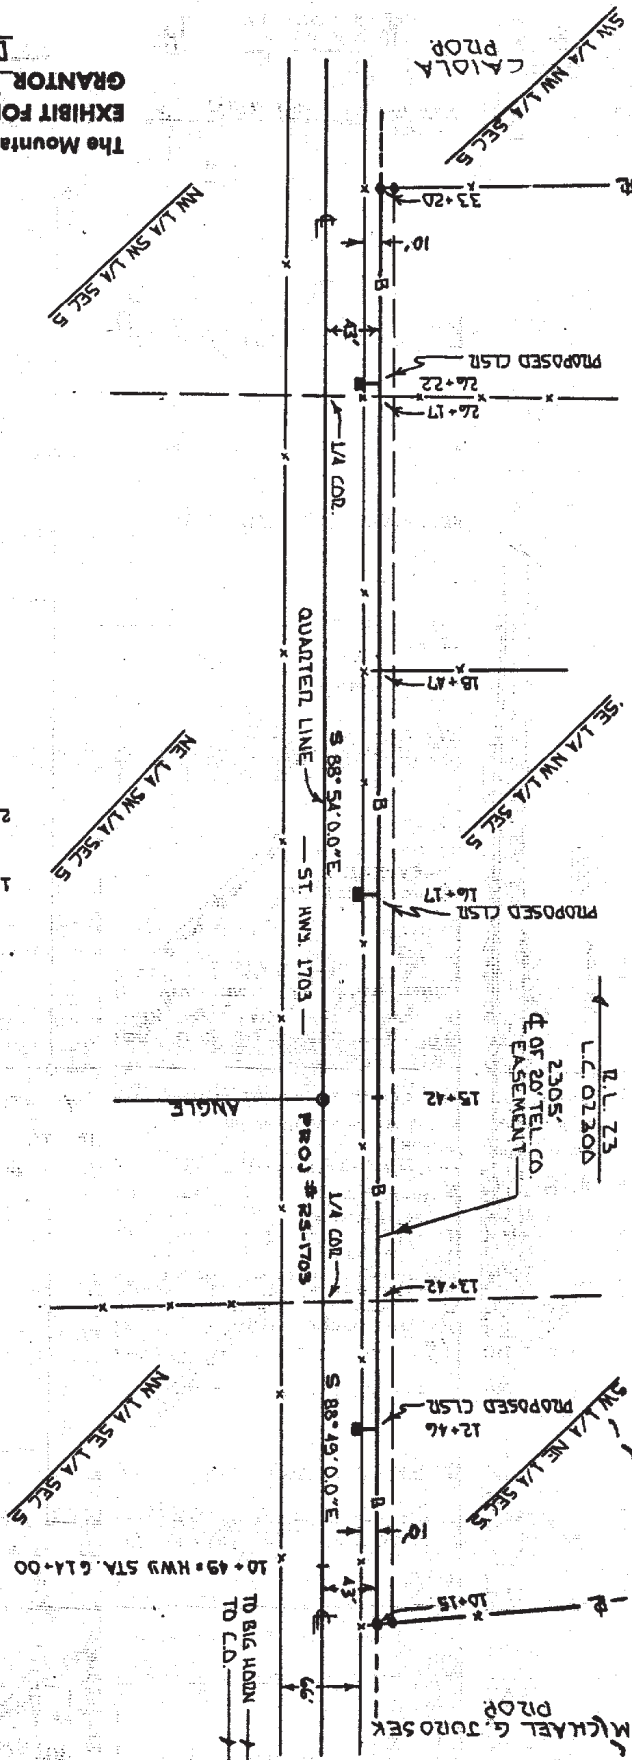 MICHAEL G. JUROSEK
PROP.
TO BIG HORN
TO C.O.
66'
43'
10+15
10+49 = HWY STA. 614+00
10'
B
SW 1/4 NE 1/4 SEC 5
NW 1/4 SE 1/4 SEC 5
12+46
PROPOSED CLSR
S 88° 49' 0.0" E
13+42
1/4 COR.
PROJ # RS-1703
B
ANGLE
15+42
R.L. 23
L.C. 02300
2305'
℄ OF 20' TEL. CO.
EASEMENT
PROPOSED CLSR
16+17
ST. HWY. 1703
S 88° 54' 0.0" E
QUARTER LINE
SE 1/4 NW 1/4 SEC 5
NE 1/4 SW 1/4 SEC 5
B
18+47
1/4 COR.
26+17
26+22
PROPOSED CLSR
43'
B
10'
33+20
℄
NW 1/4 SW 1/4 SEC 5
SW 1/4 NW 1/4 SEC 5
CAIOLA
PROP.
The Mounta
EXHIBIT FO
GRANTOR
1
2